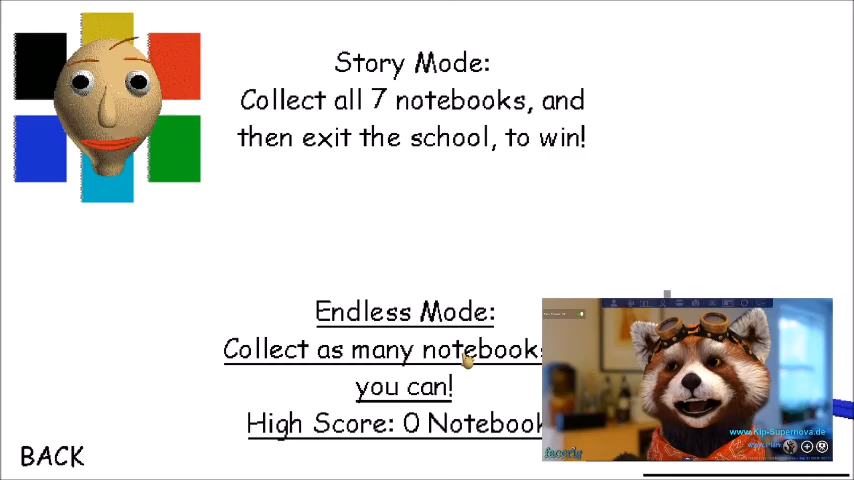 Story Mode:
Collect all 7 notebooks, and
then exit the school, to win!
Endless Mode:
Collect as many notebooks
you can!
High Score: 0 Notebook
BACK
www.Kip-Supernova.de
facerig